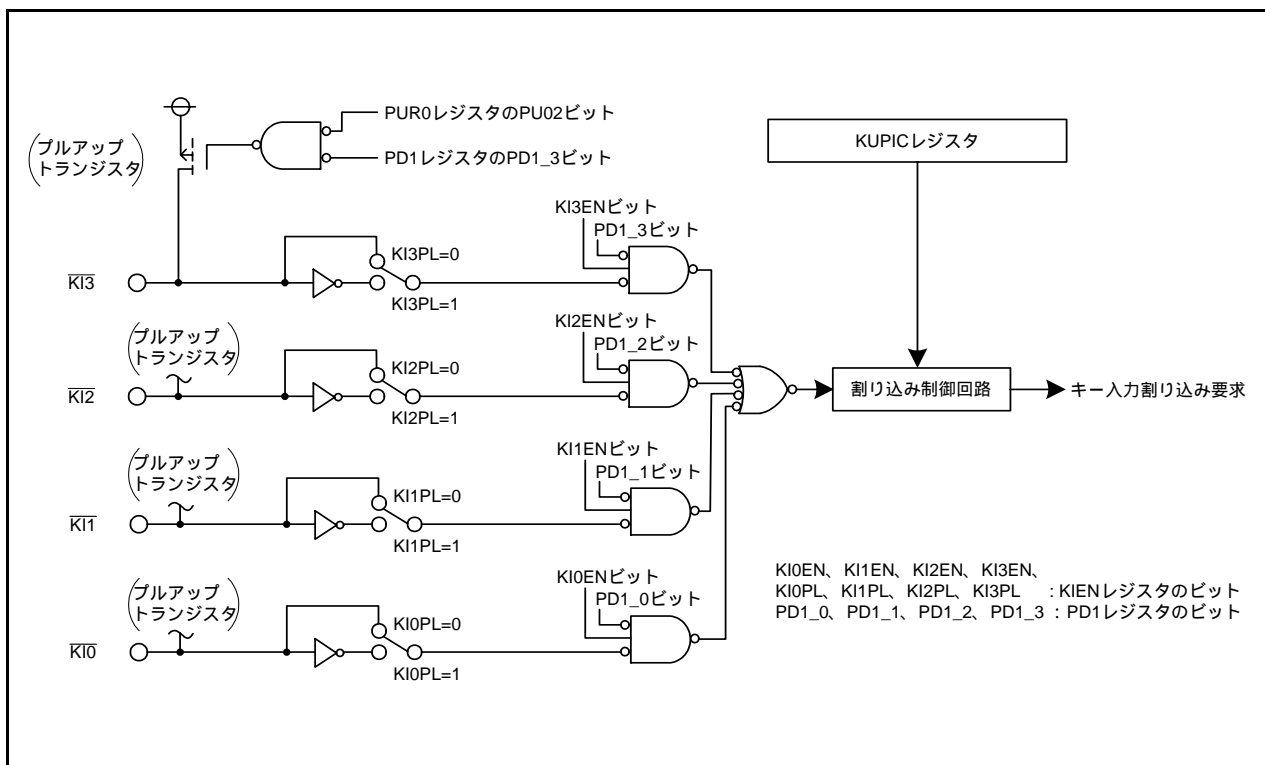 PUR0レジスタのPU02ビット
プルアップ
トランジスタ
PD1レジスタのPD1_3ビット
KUPICレジスタ
KI3ENビット
PD1_3ビット
KI3PL=0
KI3
KI3PL=1
プルアップ
トランジスタ
KI2ENビット
PD1_2ビット
KI2PL=0
KI2
KI2PL=1
割り込み制御回路
キー入力割り込み要求
プルアップ
トランジスタ
KI1ENビット
PD1_1ビット
KI1PL=0
KI1
KI1PL=1
プルアップ
トランジスタ
KI0ENビット
PD1_0ビット
KI0PL=0
KI0
KI0PL=1
KI0EN、KI1EN、KI2EN、KI3EN、
KI0PL、KI1PL、KI2PL、KI3PL :KIENレジスタのビット
PD1_0、PD1_1、PD1_2、PD1_3 :PD1レジスタのビット